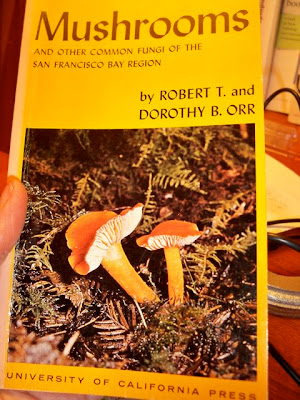 Mushrooms
AND OTHER COMMON FUNGI OF THE
SAN FRANCISCO BAY REGION
by ROBERT T. and
DOROTHY B. ORR
UNIVERSITY OF CALIFORNIA PRESS